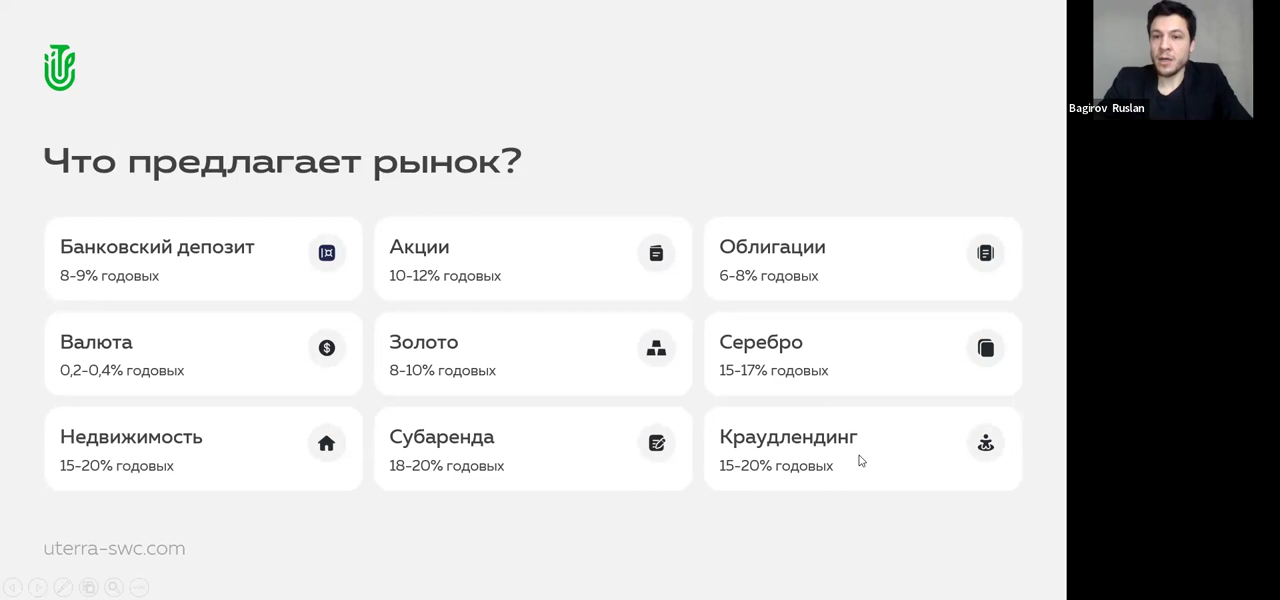 Bagirov Ruslan
Что предлагает рынок?
Банковский депозит
8-9% годовых
Акции
10-12% годовых
Облигации
6-8% годовых
Валюта
0,2-0,4% годовых
Золото
8-10% годовых
Серебро
15-17% годовых
Недвижимость
15-20% годовых
Субаренда
18-20% годовых
Краудлендинг
15-20% годовых
uterra-swc.com